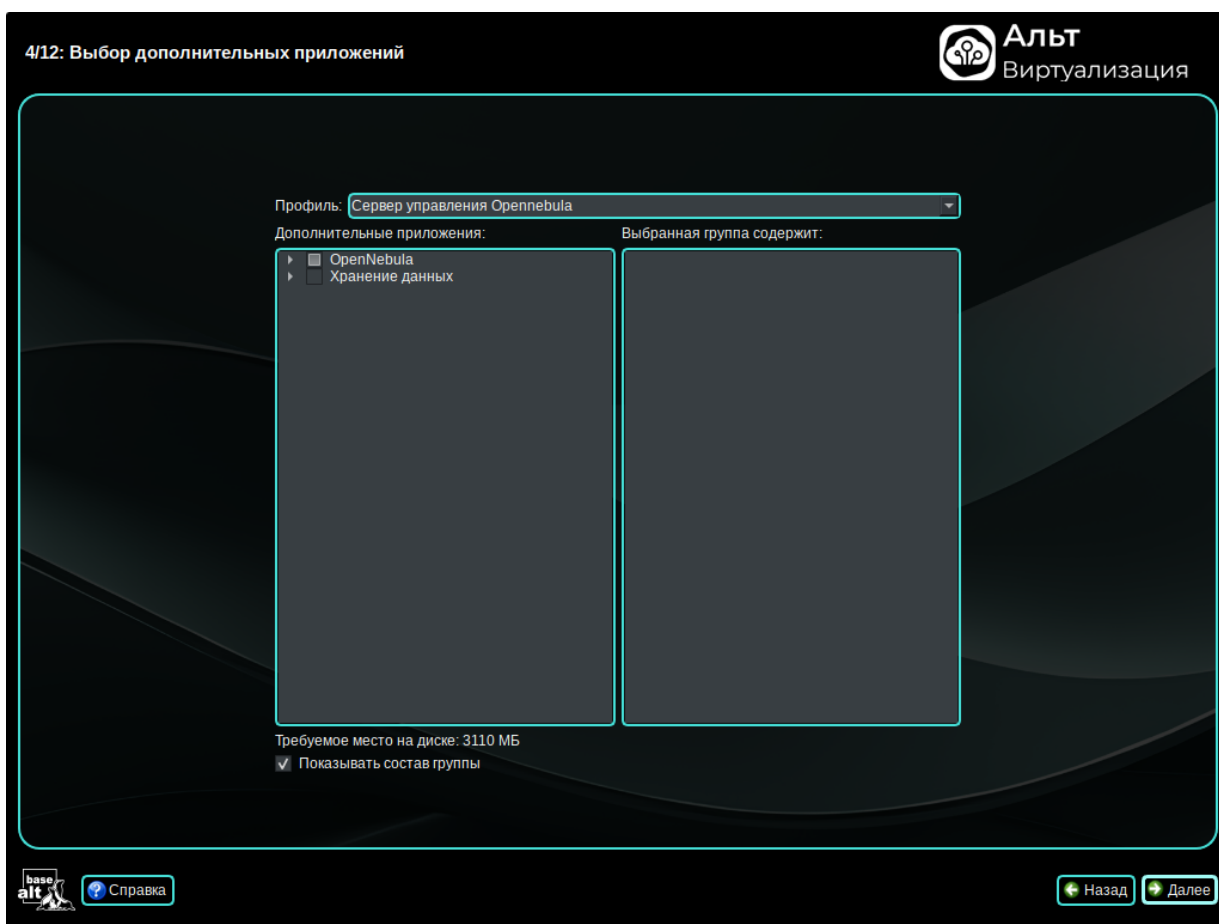 4/12: Выбор дополнительных приложений
Альт
Виртуализация
Профиль: Сервер управления Opennebula
Дополнительные приложения: Выбранная группа содержит:
OpenNebula
Хранение данных
Требуемое место на диске: 3110 МБ
Показывать состав группы
base
alt
Справка
Назад
Далее